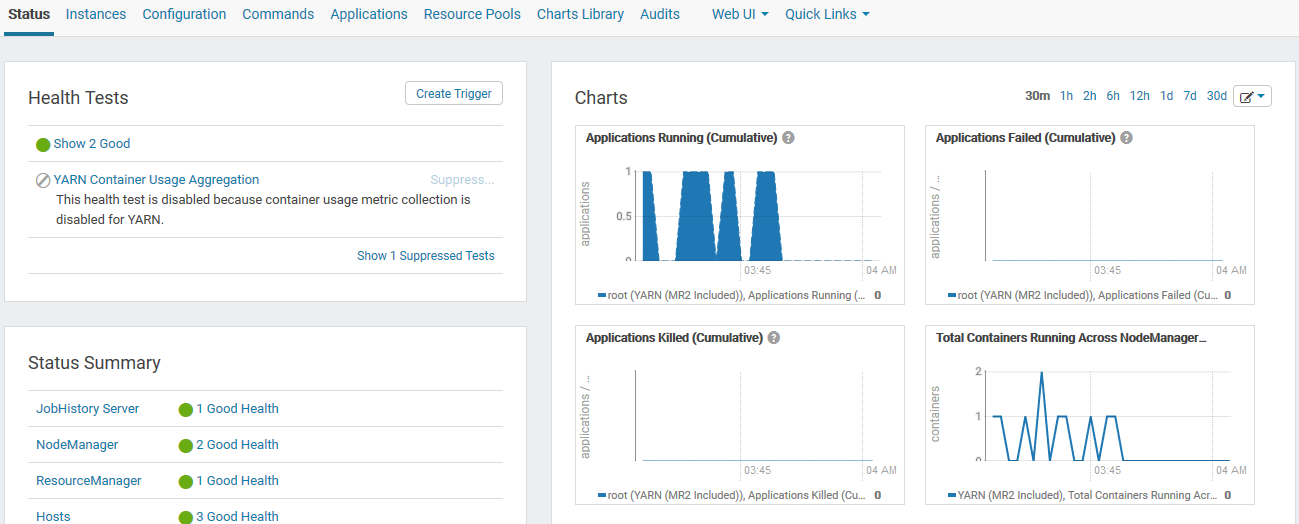 Status Instances Configuration Commands Applications Resource Pools Charts Library Audits Web UI Quick Links
Health Tests
Create Trigger
Show 2 Good
YARN Container Usage Aggregation Suppress...
This health test is disabled because container usage metric collection is
disabled for YARN.
Show 1 Suppressed Tests
Status Summary
JobHistory Server 1 Good Health
NodeManager 2 Good Health
ResourceManager 1 Good Health
Hosts 3 Good Health
Charts
30m 1h 2h 6h 12h 1d 7d 30d
Applications Running (Cumulative) ?
applications
1
0.5
0
03:45 04 AM
root (YARN (MR2 Included)), Applications Running (... 0
Applications Failed (Cumulative) ?
applications / ...
03:45 04 AM
root (YARN (MR2 Included)), Applications Failed (Cu... 0
Applications Killed (Cumulative) ?
applications / ...
03:45 04 AM
root (YARN (MR2 Included)), Applications Killed (Cu... 0
Total Containers Running Across NodeManager...
containers
2
1
0
03:45 04 AM
YARN (MR2 Included), Total Containers Running Acr... 0